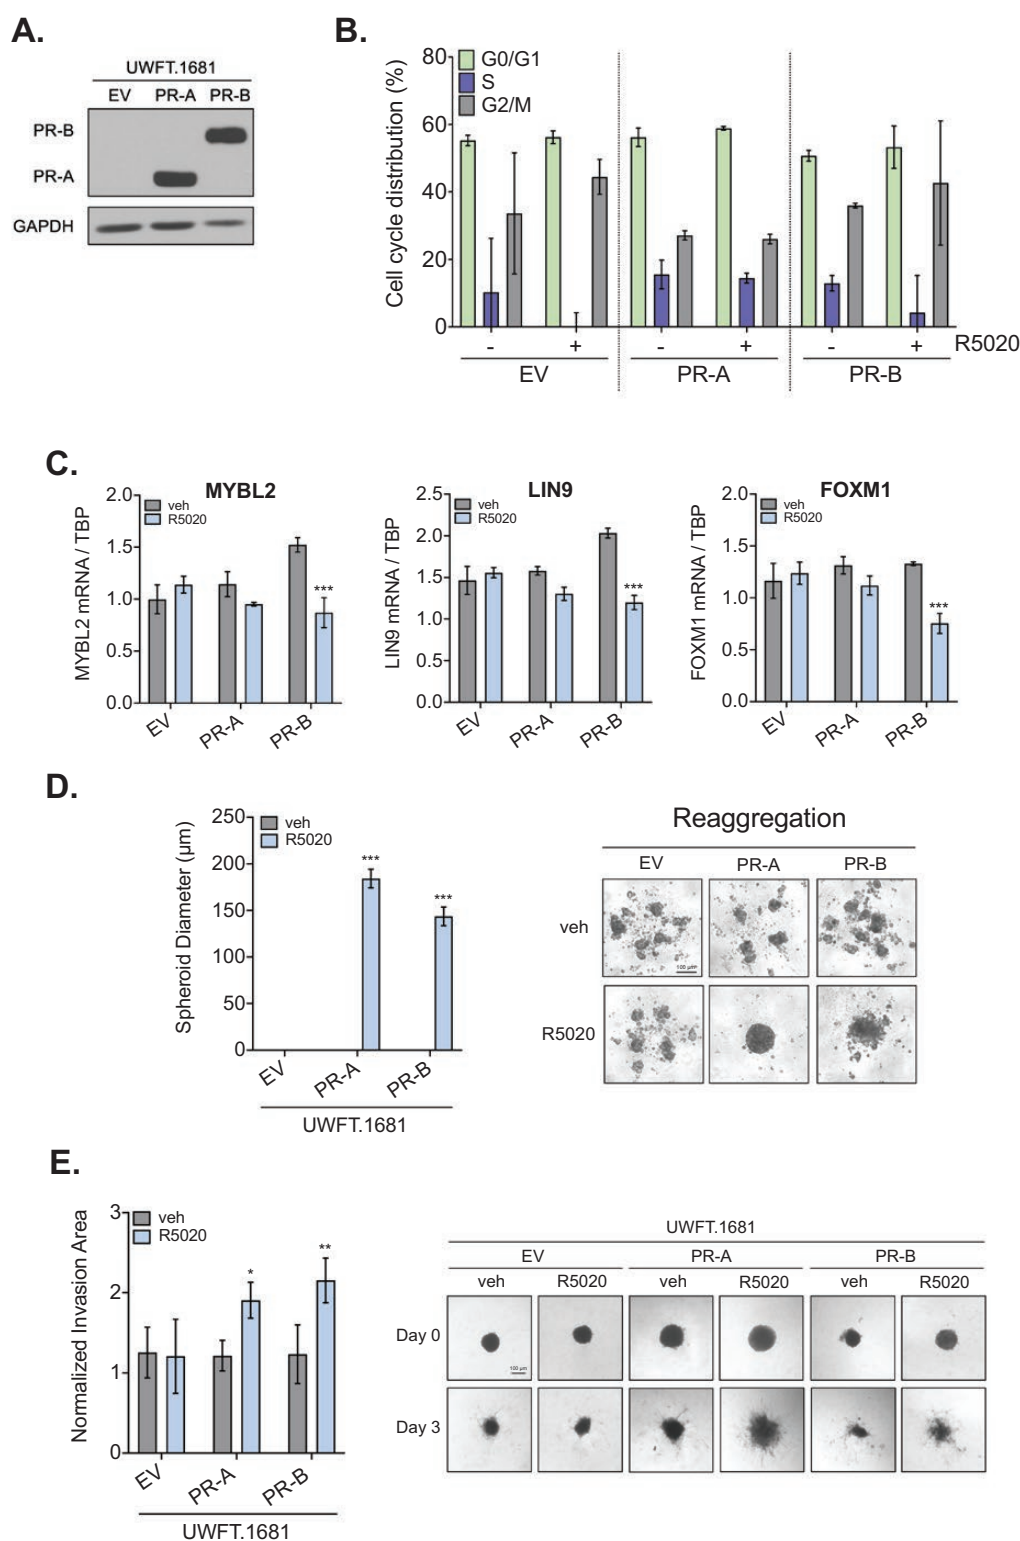 A.
UWFT.1681
EV PR-A PR-B
PR-B
PR-A
GAPDH
B.
Cell cycle distribution (%)
80
60
40
20
0
G0/G1
S
G2/M
- + - + - + R5020
EV PR-A PR-B
C.
MYBL2
MYBL2 mRNA / TBP
2.0
1.5
1.0
0.5
0.0
veh
R5020
***
EV PR-A PR-B
LIN9
LIN9 mRNA / TBP
2.5
2.0
1.5
1.0
0.5
0.0
veh
R5020
***
EV PR-A PR-B
FOXM1
FOXM1 mRNA / TBP
2.0
1.5
1.0
0.5
0.0
veh
R5020
***
EV PR-A PR-B
D.
Spheroid Diameter (µm)
250
200
150
100
50
0
veh
R5020
***
***
EV PR-A PR-B
UWFT.1681
Reaggregation
EV PR-A PR-B
veh
100 µm
R5020
E.
Normalized Invasion Area
3
2
1
0
veh
R5020
*
**
EV PR-A PR-B
UWFT.1681
UWFT.1681
EV PR-A PR-B
veh R5020 veh R5020 veh R5020
Day 0
100 µm
Day 3